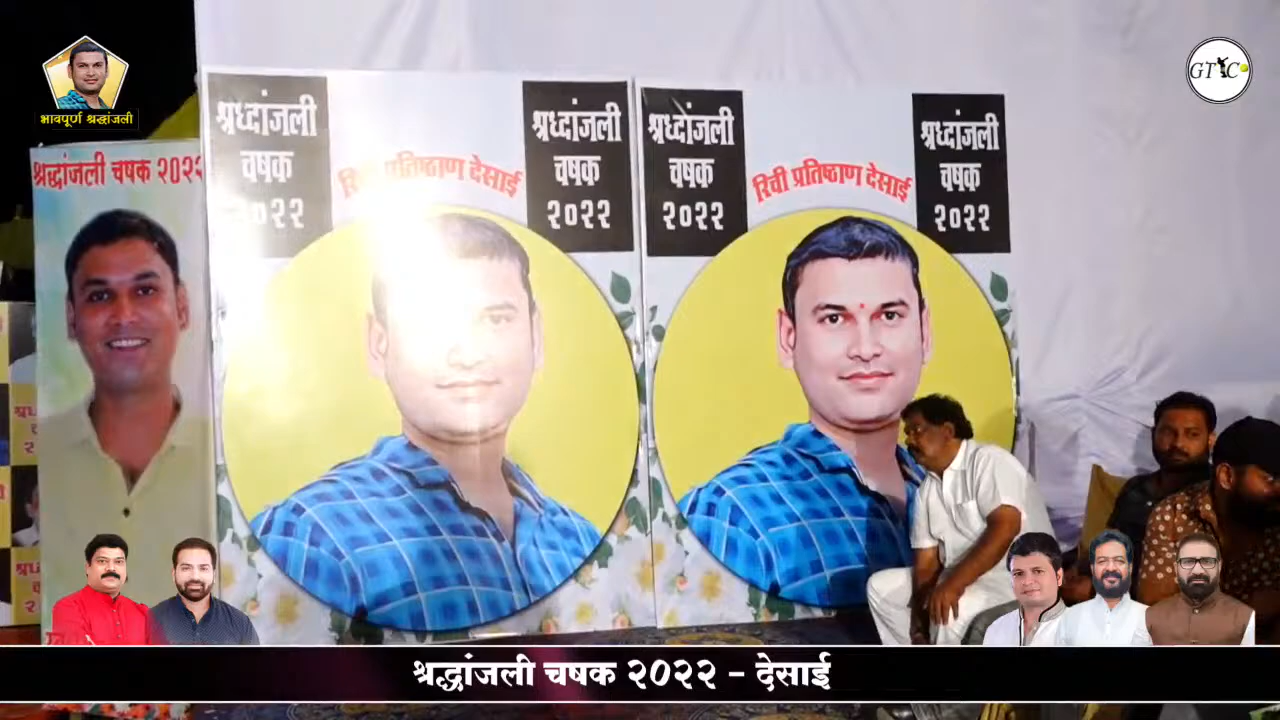 भावपूर्ण श्रद्धांजली
GTC
श्रद्धांजली चषक २०२२
श्रध्दांजली
चषक
२०२२
रिची प्रतिष्ठाण देसाई
श्रध्दांजली
चषक
२०२२
श्रध्दांजली
चषक
२०२२
रिची प्रतिष्ठाण देसाई
श्रध्दांजली
चषक
२०२२
श्रद्धांजली चषक २०२२ - देसाई